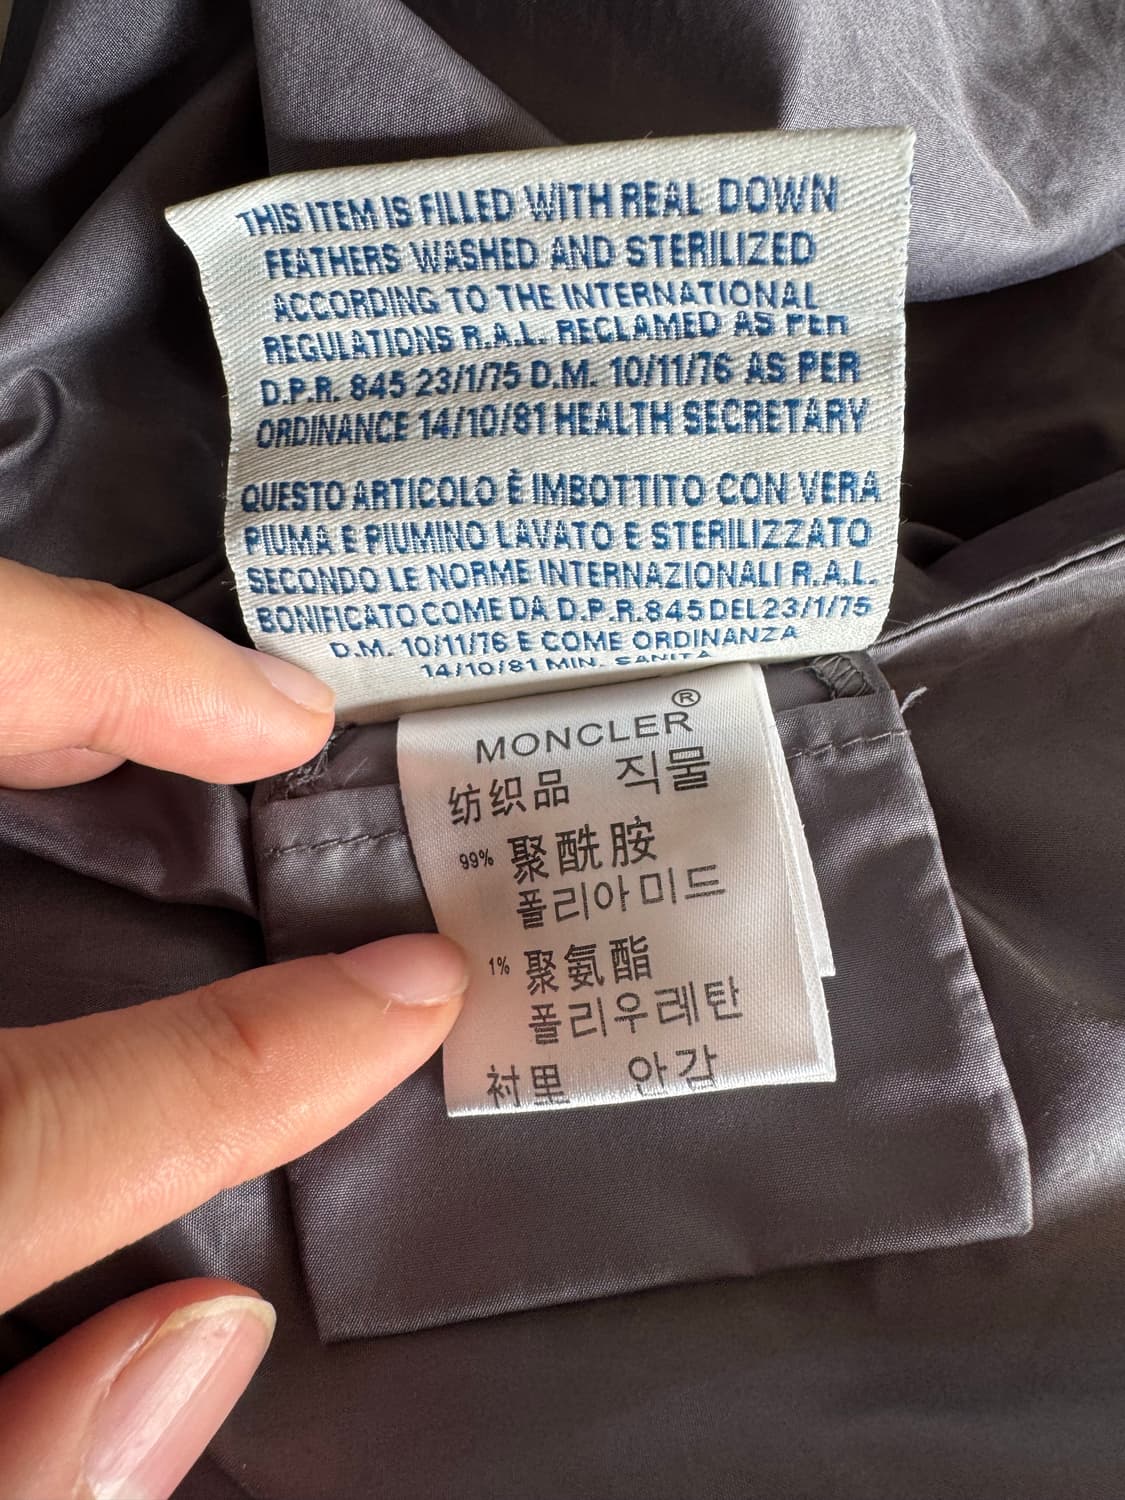 THIS ITEM IS FILLED WITH REAL DOWN
FEATHERS WASHED AND STERILIZED
ACCORDING TO THE INTERNATIONAL
REGULATIONS R.A.L. RECLAMED AS PER
D.P.R. 845 23/1/75 D.M. 10/11/76 AS PER
ORDINANCE 14/10/81 HEALTH SECRETARY
QUESTO ARTICOLO È IMBOTTITO CON VERA
PIUMA E PIUMINO LAVATO E STERILIZZATO
SECONDO LE NORME INTERNAZIONALI R.A.L.
BONIFICATO COME DA D.P.R. 845 DEL 23/1/75
D.M. 10/11/76 E COME ORDINANZA
14/10/81 MIN. SANITÀ
MONCLER®
纺织品 직물
99% 聚酰胺
폴리아미드
1% 聚氨酯
폴리우레탄
衬里 안감